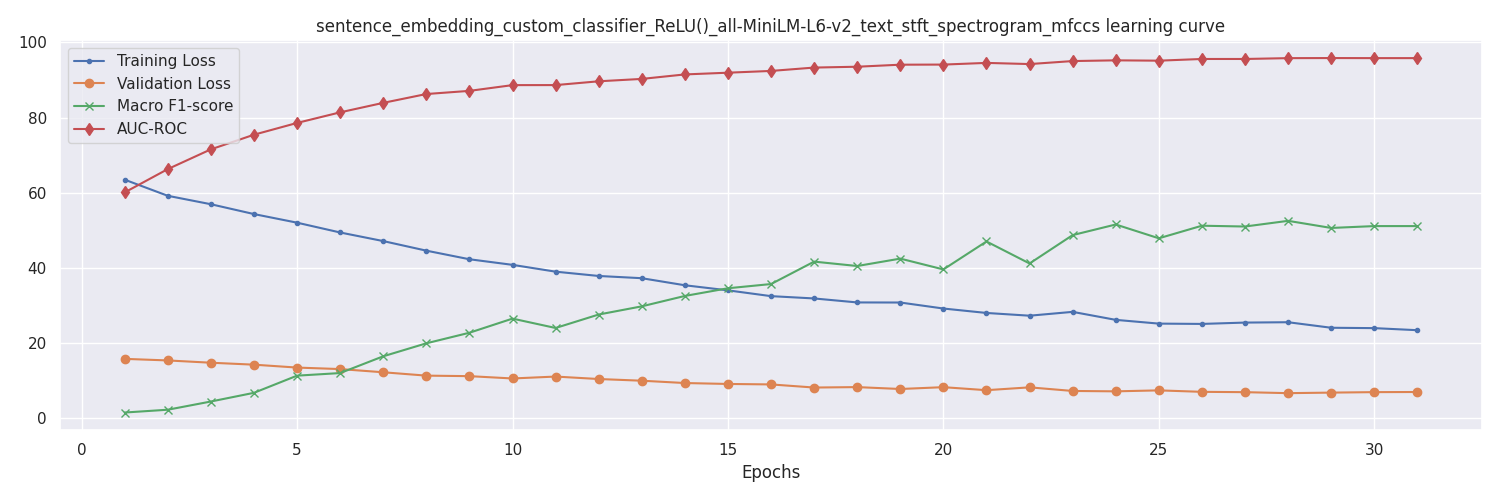 sentence_embedding_custom_classifier_ReLU()_all-MiniLM-L6-v2_text_stft_spectrogram_mfccs learning curve
100
80
60
40
20
0
Training Loss
Validation Loss
Macro F1-score
AUC-ROC
0 5 10 15 20 25 30
Epochs